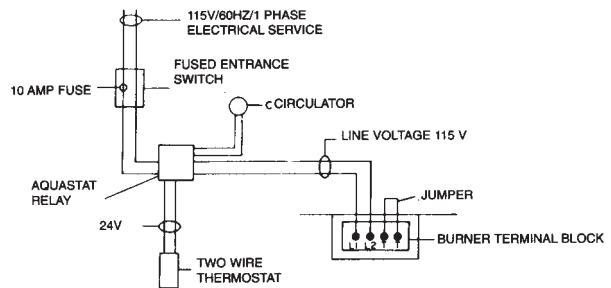 115V/60HZ/1 PHASE
ELECTRICAL SERVICE
FUSED ENTRANCE
SWITCH
10 AMP FUSE
C CIRCULATOR
LINE VOLTAGE 115 V
AQUASTAT
RELAY
JUMPER
24V
L1 L2 T T
BURNER TERMINAL BLOCK
TWO WIRE
THERMOSTAT